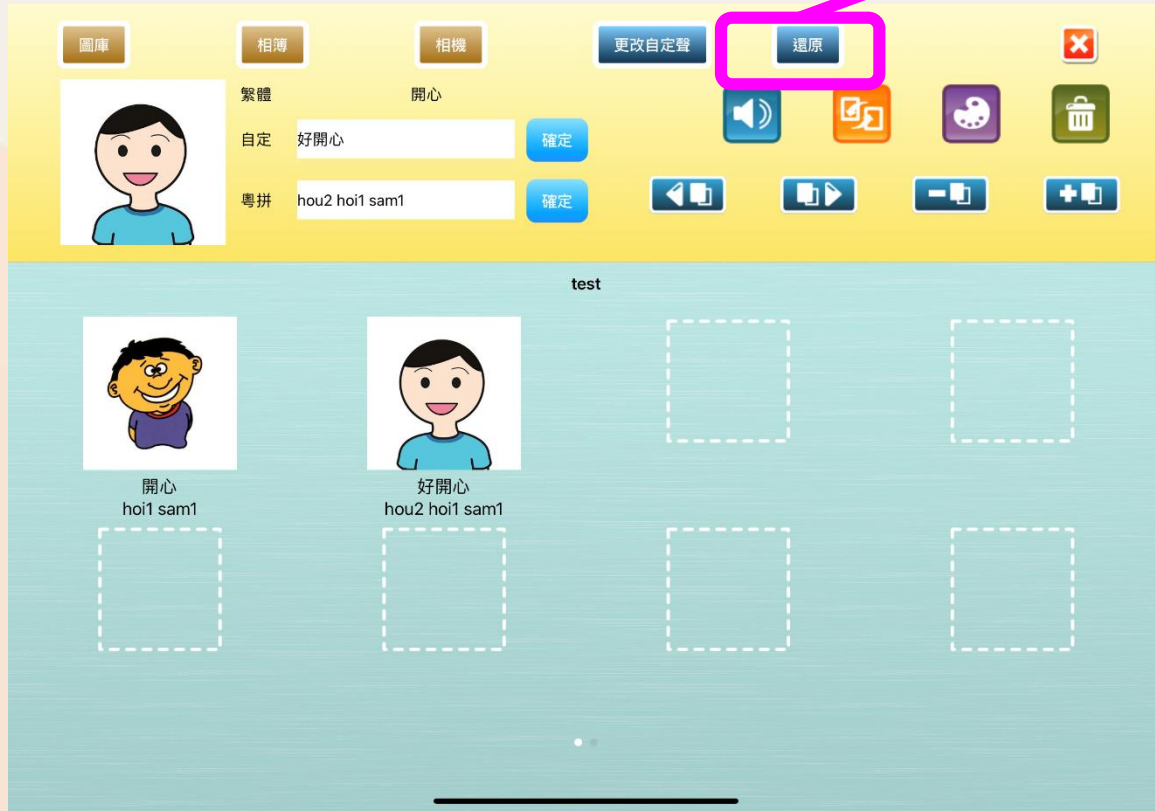 圖庫 相薄 相機 更改自定聲 還原
繁體 開心
自定 好開心 確定
粵拼 hou2 hoi1 sam1 確定
test
開心 好開心
hoi1 sam1 hou2 hoi1 sam1